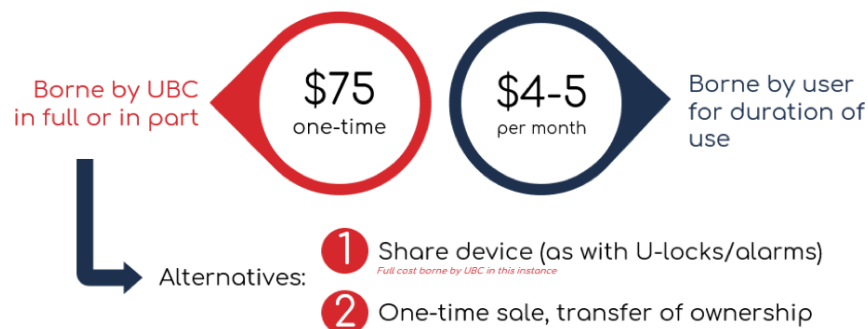 Borne by UBC
in full or in part
$75
one-time
$4-5
per month
Borne by user
for duration of
use
Alternatives:
1 Share device (as with U-locks/alarms)
Full cost borne by UBC in this instance
2 One-time sale, transfer of ownership